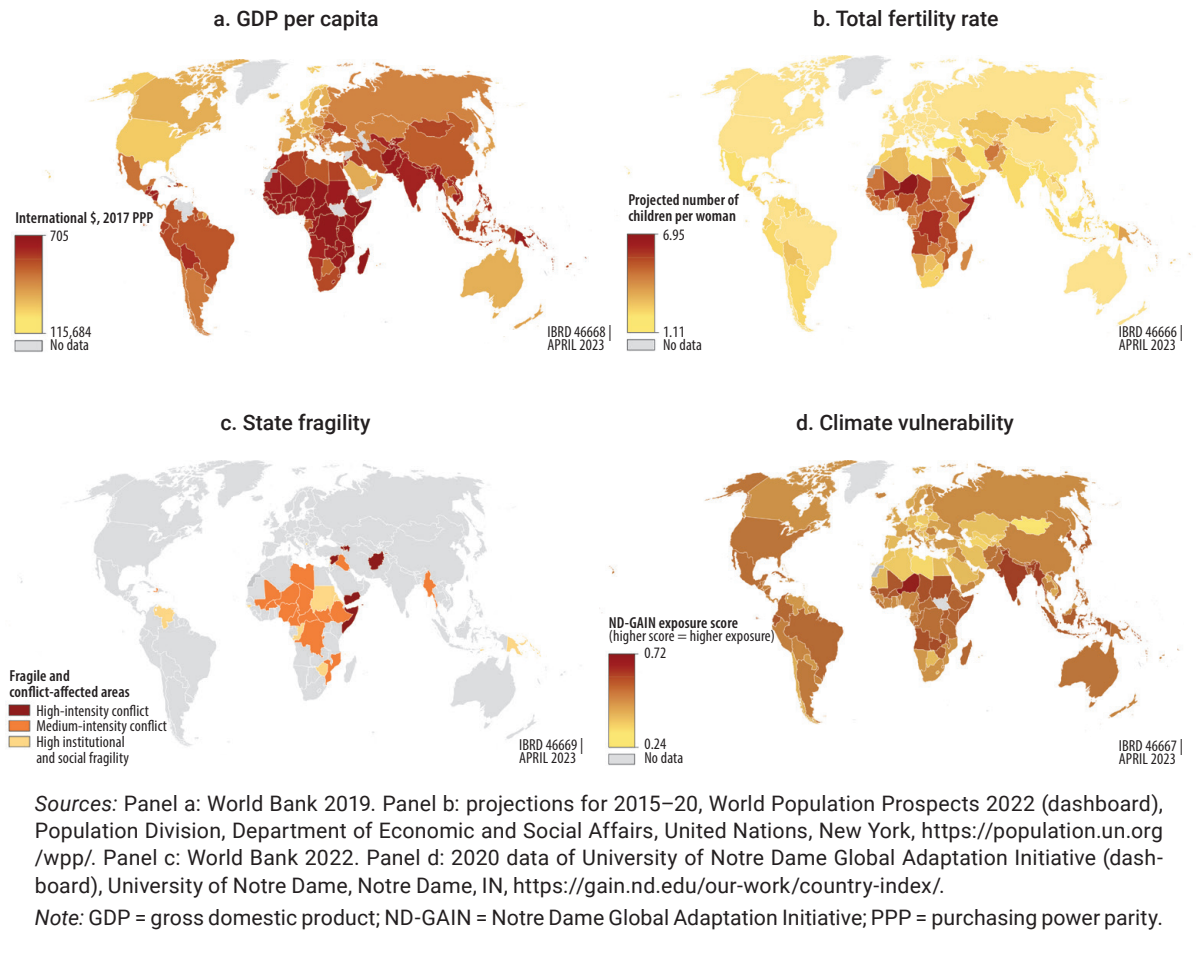 a. GDP per capita
International $, 2017 PPP
705
115,684
No data
IBRD 46668 |
APRIL 2023
b. Total fertility rate
Projected number of
children per woman
6.95
1.11
No data
IBRD 46666 |
APRIL 2023
c. State fragility
Fragile and
conflict-affected areas
High-intensity conflict
Medium-intensity conflict
High institutional
and social fragility
IBRD 46669 |
APRIL 2023
d. Climate vulnerability
ND-GAIN exposure score
(higher score = higher exposure)
0.72
0.24
No data
IBRD 46667 |
APRIL 2023
Sources: Panel a: World Bank 2019. Panel b: projections for 2015–20, World Population Prospects 2022 (dashboard),
Population Division, Department of Economic and Social Affairs, United Nations, New York, https://population.un.org
/wpp/. Panel c: World Bank 2022. Panel d: 2020 data of University of Notre Dame Global Adaptation Initiative (dash-
board), University of Notre Dame, Notre Dame, IN, https://gain.nd.edu/our-work/country-index/.
Note: GDP = gross domestic product; ND-GAIN = Notre Dame Global Adaptation Initiative; PPP = purchasing power parity.